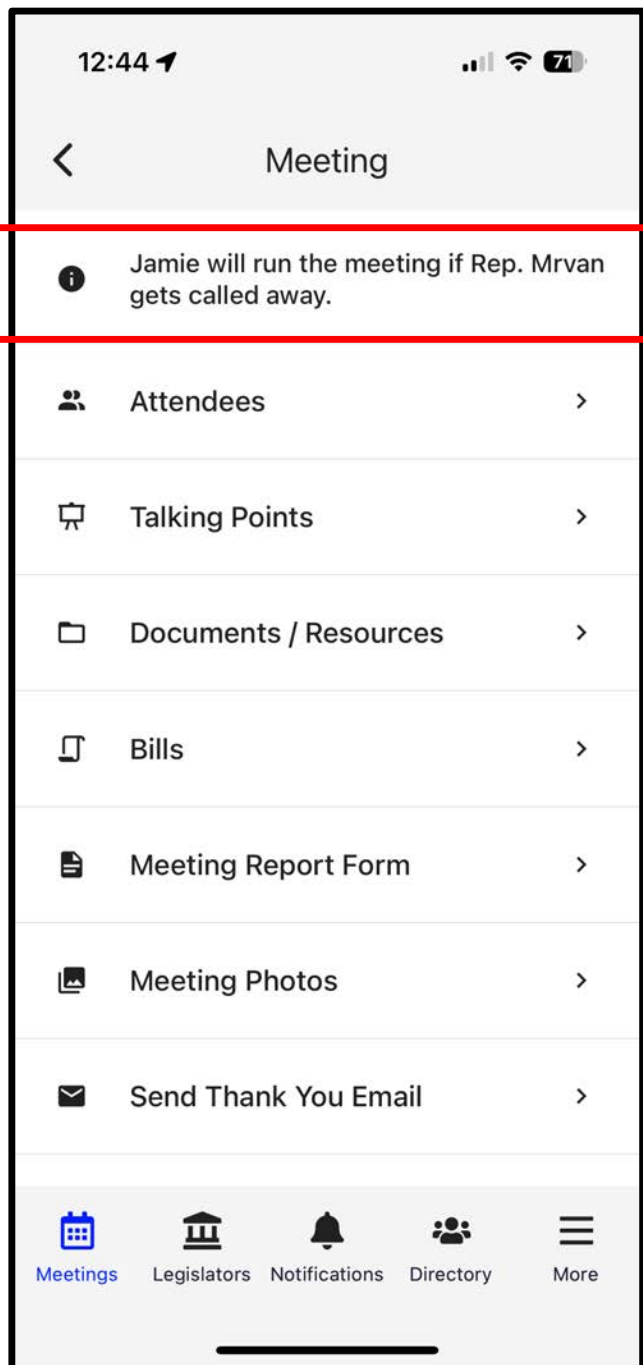 12:44
71
Meeting
Jamie will run the meeting if Rep. Mrvan
gets called away.
Attendees
Talking Points
Documents / Resources
Bills
Meeting Report Form
Meeting Photos
Send Thank You Email
Meetings Legislators Notifications Directory More